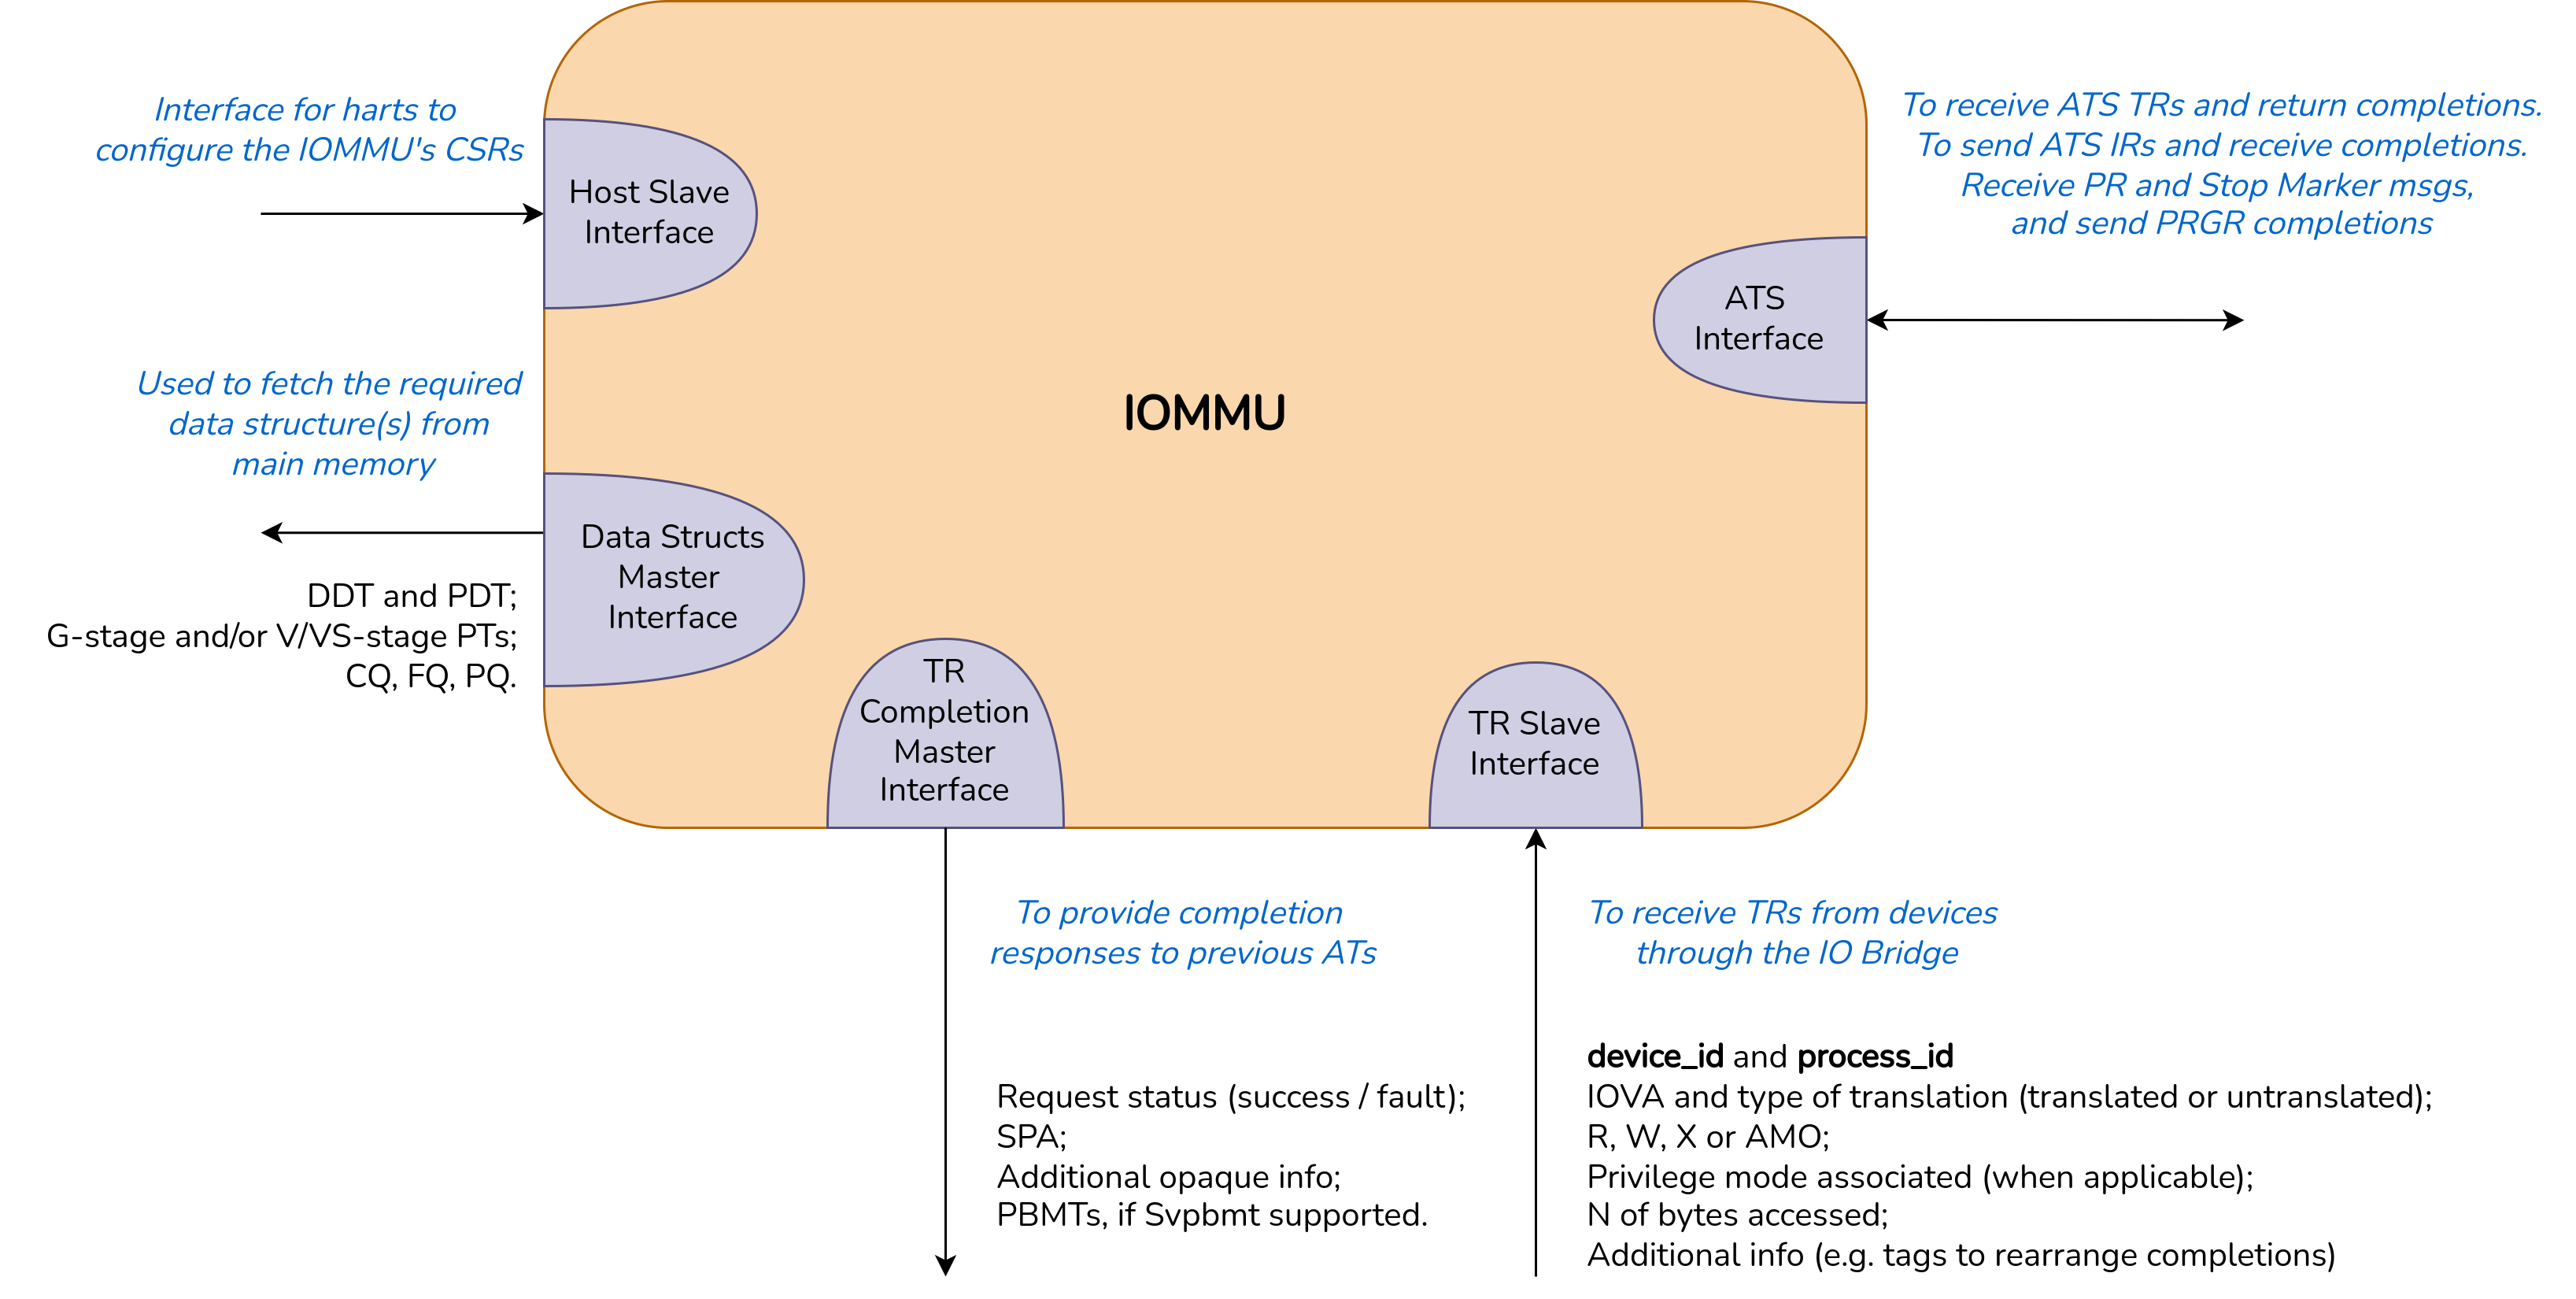 Interface for harts to
configure the IOMMU's CSRs
Host Slave
Interface
Used to fetch the required
data structure(s) from
main memory
Data Structs
Master
Interface
DDT and PDT;
G-stage and/or V/VS-stage PTs;
CQ, FQ, PQ.
IOMMU
To receive ATS TRs and return completions.
To send ATS IRs and receive completions.
Receive PR and Stop Marker msgs,
and send PRGR completions
ATS
Interface
TR
Completion
Master
Interface
To provide completion
responses to previous ATs
Request status (success / fault);
SPA;
Additional opaque info;
PBMTs, if Svpbmt supported.
TR Slave
Interface
To receive TRs from devices
through the IO Bridge
device_id and process_id
IOVA and type of translation (translated or untranslated);
R, W, X or AMO;
Privilege mode associated (when applicable);
N of bytes accessed;
Additional info (e.g. tags to rearrange completions)